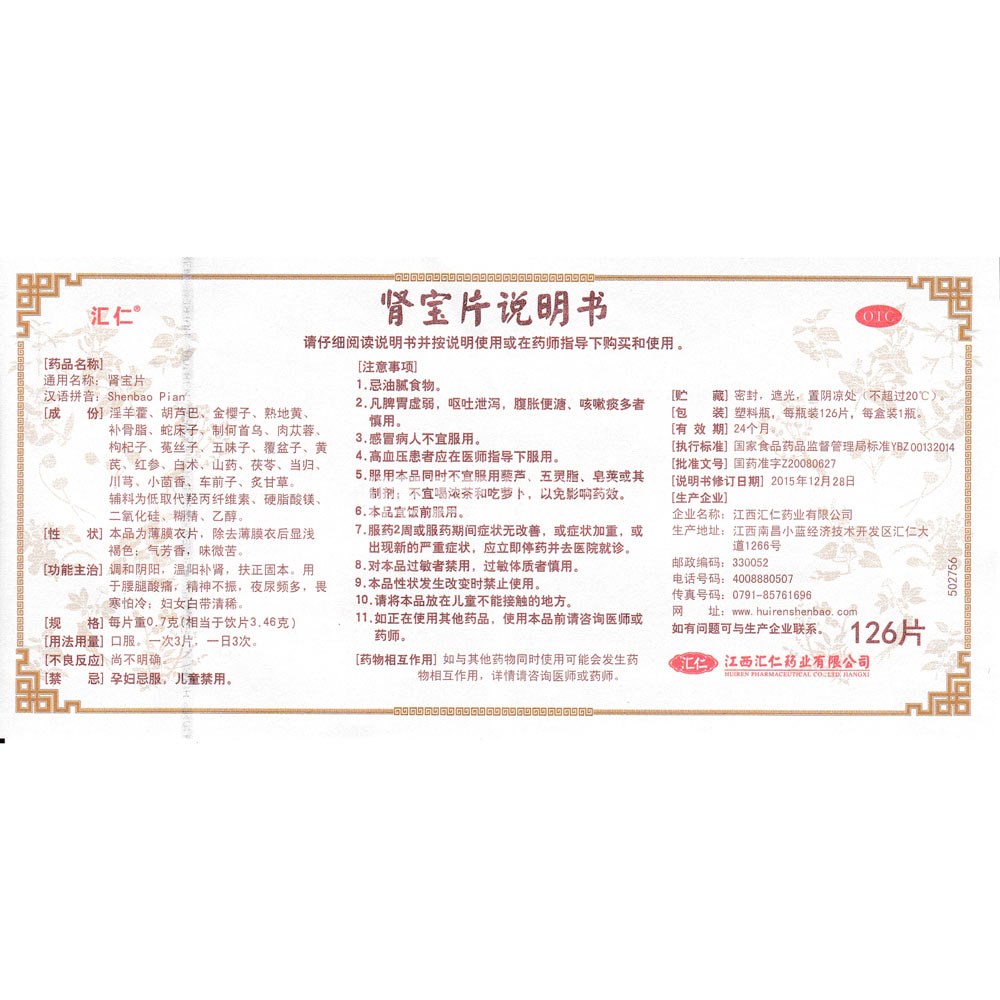 汇仁®
肾宝片说明书
OTC
请仔细阅读说明书并按说明使用或在药师指导下购买和使用。
[药品名称]
通用名称：肾宝片
汉语拼音：Shenbao Pian
[成 份] 淫羊藿、胡芦巴、金樱子、熟地黄、
补骨脂、蛇床子、制何首乌、肉苁蓉、
枸杞子、菟丝子、五味子、覆盆子、黄
芪、红参、白术、山药、茯苓、当归、
川芎、小茴香、车前子、炙甘草。
辅料为低取代羟丙纤维素、硬脂酸镁、
二氧化硅、糊精、乙醇。
[性 状] 本品为薄膜衣片，除去薄膜衣后显浅
褐色；气芳香，味微苦。
[功能主治] 调和阴阳，温阳补肾，扶正固本。用
于腰腿酸痛，精神不振，夜尿频多，畏
寒怕冷；妇女白带清稀。
[规 格] 每片重0.7克(相当于饮片3.46克)
[用法用量] 口服。一次3片，一日3次。
[不良反应] 尚不明确。
[禁 忌] 孕妇忌服，儿童禁用。
[注意事项]
1.忌油腻食物。
2.凡脾胃虚弱，呕吐泄泻，腹胀便溏、咳嗽痰多者
慎用。
3.感冒病人不宜服用。
4.高血压患者应在医师指导下服用。
5.服用本品同时不宜服用藜芦、五灵脂、皂荚或其
制剂；不宜喝浓茶和吃萝卜，以免影响药效。
6.本品宜饭前服用。
7.服药2周或服药期间症状无改善，或症状加重，或
出现新的严重症状，应立即停药并去医院就诊。
8.对本品过敏者禁用，过敏体质者慎用。
9.本品性状发生改变时禁止使用。
10.请将本品放在儿童不能接触的地方。
11.如正在使用其他药品，使用本品前请咨询医师或
药师。
[药物相互作用] 如与其他药物同时使用可能会发生药
物相互作用，详情请咨询医师或药师。
[贮 藏] 密封，遮光，置阴凉处（不超过20℃）。
[包 装] 塑料瓶，每瓶装126片，每盒装1瓶。
[有 效 期] 24个月
[执行标准] 国家食品药品监督管理局标准YBZ00132014
[批准文号] 国药准字Z20080627
[说明书修订日期] 2015年12月28日
[生产企业]
企业名称：江西汇仁药业有限公司
生产地址：江西南昌小蓝经济技术开发区汇仁大
道1266号
邮政编码：330052
电话号码：4008880507
传真号码：0791-85761696
网 址：www.huirenshenbao.com
如有问题可与生产企业联系。
126片
汇仁 江西汇仁药业有限公司
HUIREN PHARMACEUTICAL CO.,LTD. JIANGXI
502756